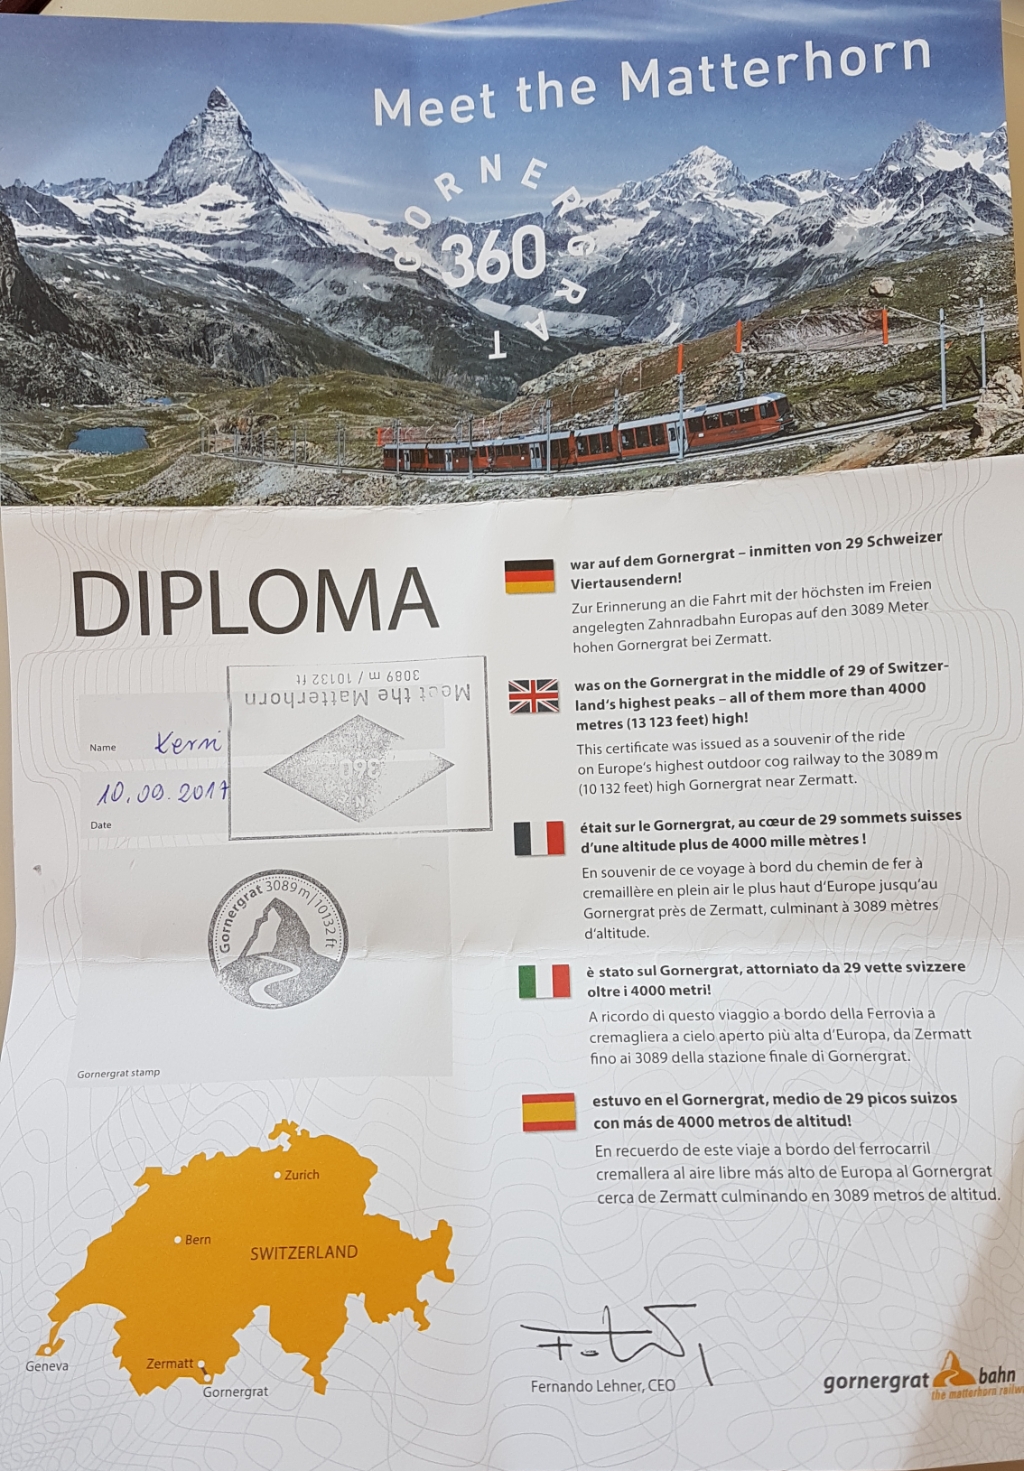 Meet the Matterhorn
GORNERGRAT
360
DIPLOMA
3089 m / 10132 ft
Meet the Matterhorn
360
N
Name
10.09.2017
Date
Gornergrat 3089 m | 10132 ft
Gornergrat stamp
war auf dem Gornergrat – inmitten von 29 Schweizer
Viertausendern!
Zur Erinnerung an die Fahrt mit der höchsten im Freien
angelegten Zahnradbahn Europas auf den 3089 Meter
hohen Gornergrat bei Zermatt.
was on the Gornergrat in the middle of 29 of Switzer-
land's highest peaks – all of them more than 4000
metres (13 123 feet) high!
This certificate was issued as a souvenir of the ride
on Europe's highest outdoor cog railway to the 3089 m
(10 132 feet) high Gornergrat near Zermatt.
était sur le Gornergrat, au cœur de 29 sommets suisses
d'une altitude plus de 4000 mille mètres !
En souvenir de ce voyage à bord du chemin de fer à
cremaillère en plein air le plus haut d'Europe jusqu'au
Gornergrat près de Zermatt, culminant à 3089 mètres
d'altitude.
è stato sul Gornergrat, attorniato da 29 vette svizzere
oltre i 4000 metri!
A ricordo di questo viaggio a bordo della Ferrovia a
cremagliera a cielo aperto più alta d'Europa, da Zermatt
fino ai 3089 della stazione finale di Gornergrat.
estuvo en el Gornergrat, medio de 29 picos suizos
con más de 4000 metros de altitud!
En recuerdo de este viaje a bordo del ferrocarril
cremallera al aire libre más alto de Europa al Gornergrat
cerca de Zermatt culminando en 3089 metros de altitud.
Zurich
Bern
SWITZERLAND
Geneva
Zermatt
Gornergrat
Fernando Lehner, CEO
gornergrat bahn
the matterhorn